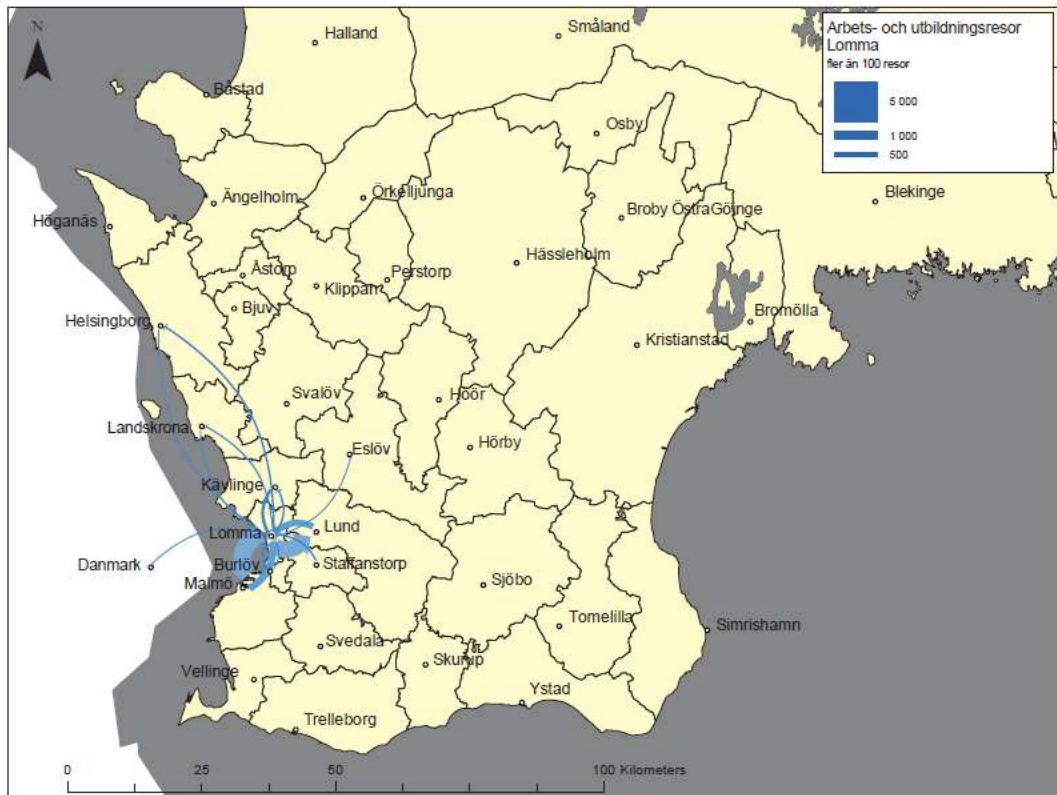 N
Halland
Småland
Arbets- och utbildningsresor
Lomma
fler än 100 resor
5 000
1 000
500
Båstad
Osby
Ängelholm
Örkelljunga
Blekinge
Höganäs
Broby ÖstraGöinge
Åstorp
Perstorp
Hässleholm
Klippan
Bjuv
Helsingborg
Bromölla
Kristianstad
Svalöv
Höör
Landskrona
Hörby
Eslöv
Kävlinge
Lomma
Lund
Danmark
Burlöv
Staffanstorp
Malmö
Sjöbo
Tomelilla
Simrishamn
Svedala
Vellinge
Skurup
Ystad
Trelleborg
0 25 50 100 Kilometers